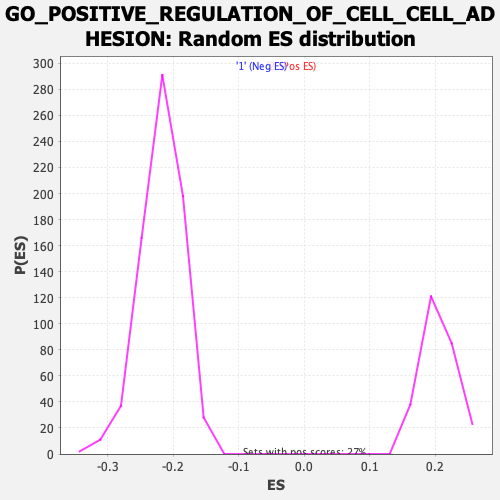 GO_POSITIVE_REGULATION_OF_CELL_CELL_AD
HESION: Random ES distribution
'1' (Neg ES)
os ES)
300
280
260
240
220
200
180
160
140
120
100
80
60
40
20
0
P(ES)
Sets with pos scores: 27%
-0.3 -0.2 -0.1 0.0 0.1 0.2
ES